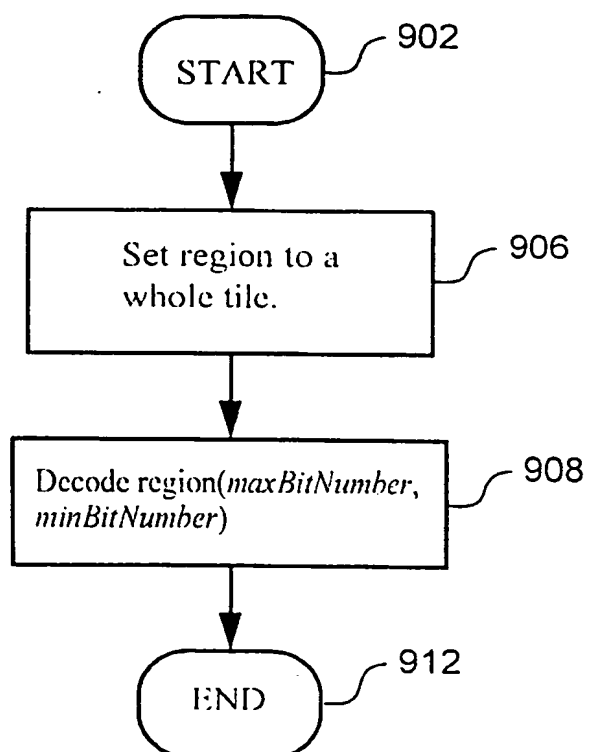 START
902
Set region to a
whole tile.
906
Decode region(maxBitNumber,
minBitNumber)
908
END
912